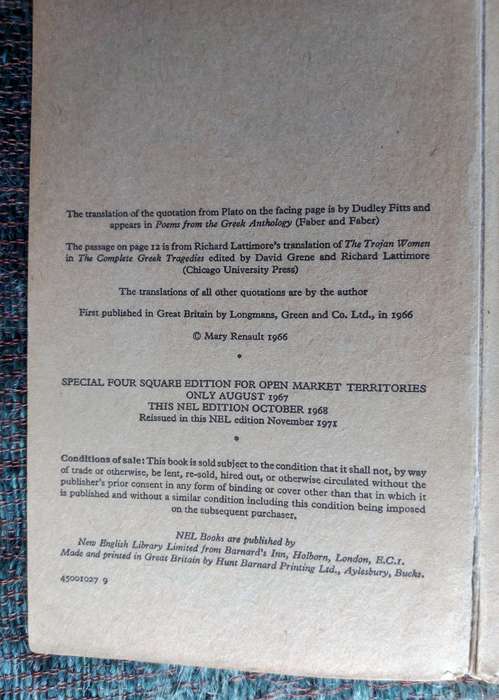 The translation of the quotation from Plato on the facing page is by Dudley Fitts and
appears in Poems from the Greek Anthology (Faber and Faber)
The passage on page 12 is from Richard Lattimore's translation of The Trojan Women
in The Complete Greek Tragedies edited by David Grene and Richard Lattimore
(Chicago University Press)
The translations of all other quotations are by the author
First published in Great Britain by Longmans, Green and Co. Ltd., in 1966
© Mary Renault 1966
•
SPECIAL FOUR SQUARE EDITION FOR OPEN MARKET TERRITORIES
ONLY AUGUST 1967
THIS NEL EDITION OCTOBER 1968
Reissued in this NEL edition November 1971
•
Conditions of sale: This book is sold subject to the condition that it shall not, by way
of trade or otherwise, be lent, re-sold, hired out, or otherwise circulated without the
publisher's prior consent in any form of binding or cover other than that in which it
is published and without a similar condition including this condition being imposed
on the subsequent purchaser.
NEL Books are published by
New English Library Limited from Barnard's Inn, Holborn, London, E.C.1.
Made and printed in Great Britain by Hunt Barnard Printing Ltd., Aylesbury, Bucks.
45001027 9